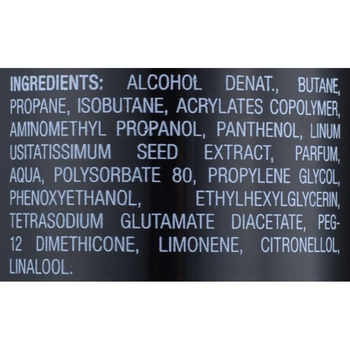 INGREDIENTS: ALCOHOL DENAT., BUTANE,
PROPANE, ISOBUTANE, ACRYLATES COPOLYMER,
AMINOMETHYL PROPANOL, PANTHENOL, LINUM
USITATISSIMUM SEED EXTRACT, PARFUM,
AQUA, POLYSORBATE 80, PROPYLENE GLYCOL,
PHENOXYETHANOL, ETHYLHEXYLGLYCERIN,
TETRASODIUM GLUTAMATE DIACETATE, PEG-
12 DIMETHICONE, LIMONENE, CITRONELLOL,
LINALOOL.